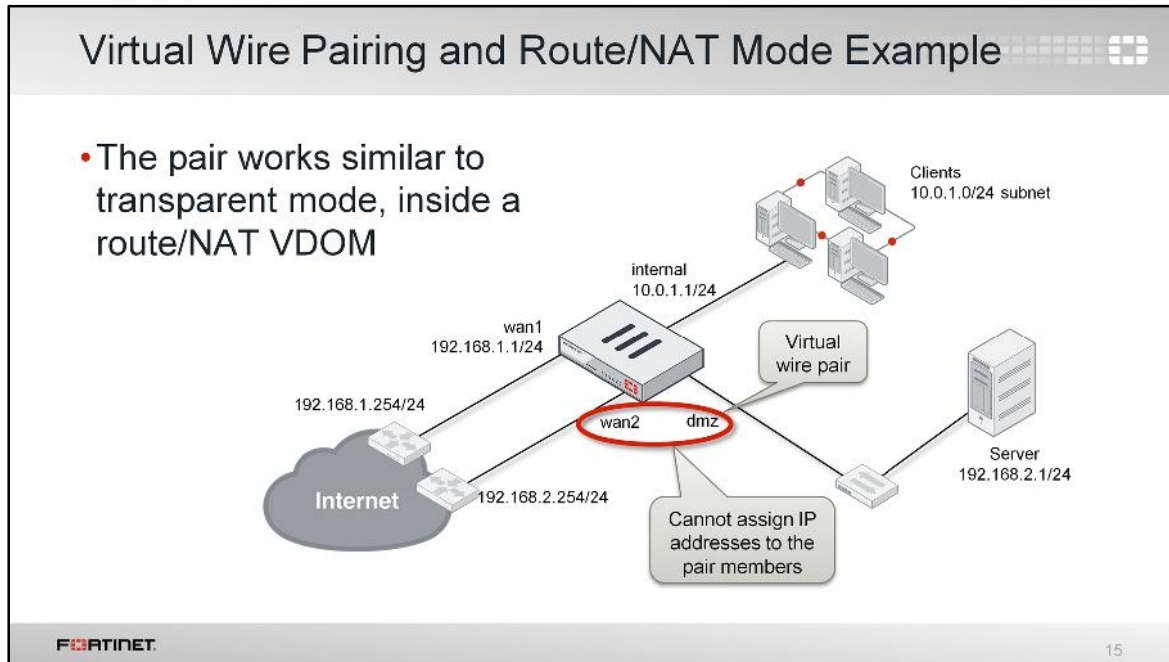 Virtual Wire Pairing and Route/NAT Mode Example
•The pair works similar to
transparent mode, inside a
route/NAT VDOM
Clients
10.0.1.0/24 subnet
internal
10.0.1.1/24
wan1
192.168.1.1/24
Virtual
wire pair
192.168.1.254/24
wan2
dmz
Server
192.168.2.1/24
Internet
192.168.2.254/24
Cannot assign IP
addresses to the
pair members
FORTINET
15